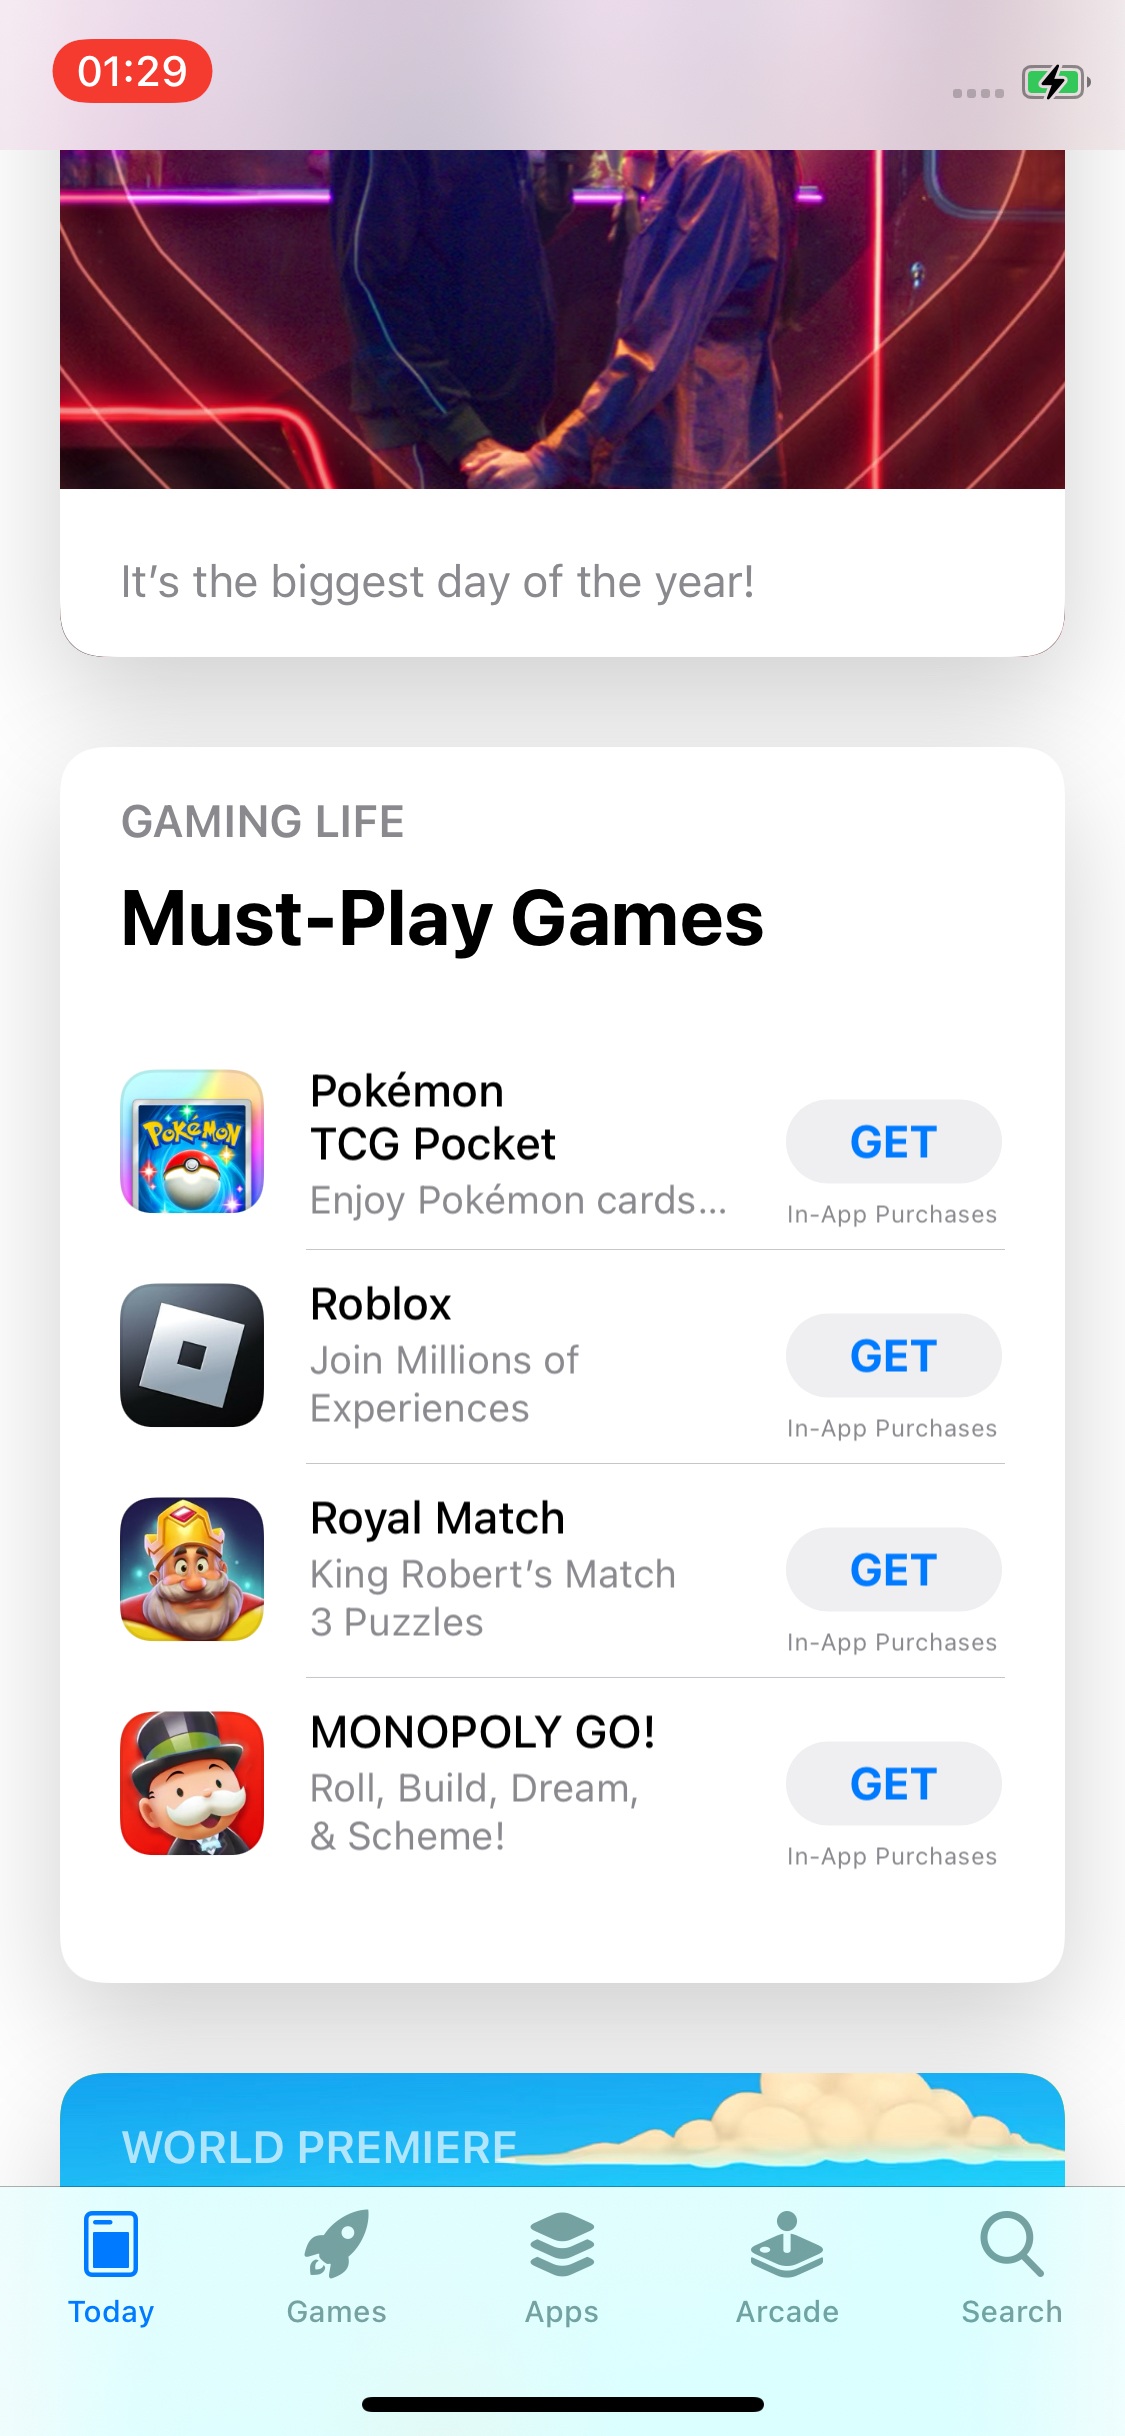 01:29
It’s the biggest day of the year!
GAMING LIFE
Must-Play Games
POKéMON
Pokémon
TCG Pocket
Enjoy Pokémon cards...
GET
In-App Purchases
Roblox
Join Millions of
Experiences
GET
In-App Purchases
Royal Match
King Robert’s Match
3 Puzzles
GET
In-App Purchases
MONOPOLY GO!
Roll, Build, Dream,
& Scheme!
GET
In-App Purchases
WORLD PREMIERE
Today
Games
Apps
Arcade
Search